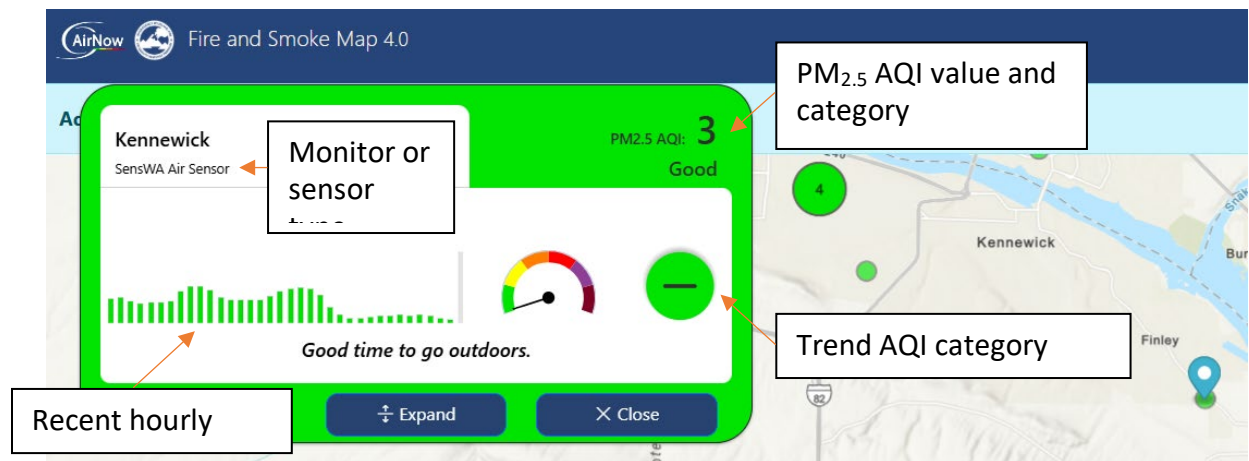 AirNow
Fire and Smoke Map 4.0
PM2.5 AQI value and
category
Kennewick
SensWA Air Sensor
Monitor or
sensor
PM2.5 AQI: 3
Good
4
Kennewick
Good time to go outdoors.
Trend AQI category
Finley
Recent hourly
Expand
Close
82